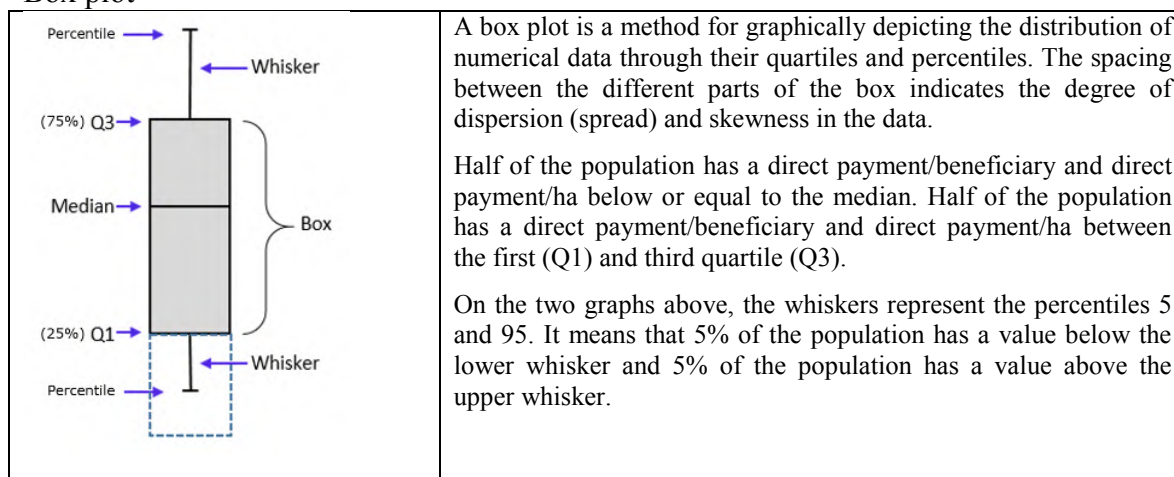 Box plot
Percentile
Whisker
(75%) Q3
Median
Box
(25%) Q1
Whisker
Percentile
A box plot is a method for graphically depicting the distribution of
numerical data through their quartiles and percentiles. The spacing
between the different parts of the box indicates the degree of
dispersion (spread) and skewness in the data.
Half of the population has a direct payment/beneficiary and direct
payment/ha below or equal to the median. Half of the population
has a direct payment/beneficiary and direct payment/ha between
the first (Q1) and third quartile (Q3).
On the two graphs above, the whiskers represent the percentiles 5
and 95. It means that 5% of the population has a value below the
lower whisker and 5% of the population has a value above the
upper whisker.